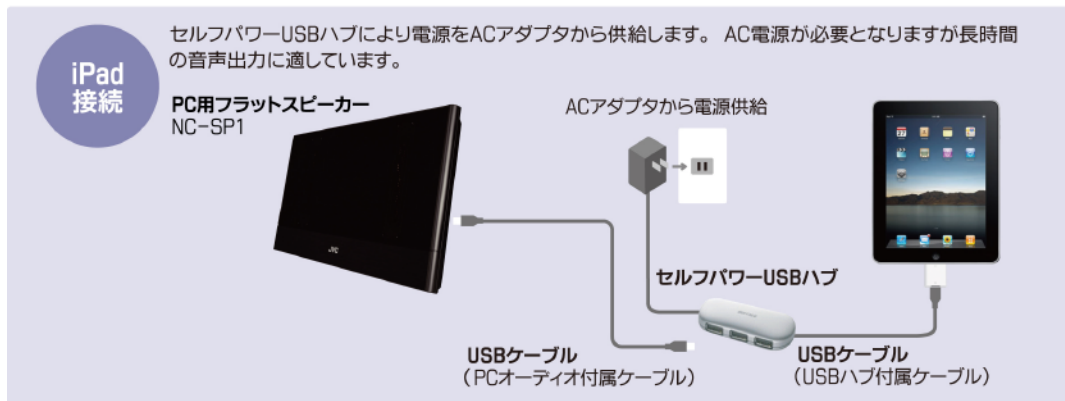 セルフパワーUSBハブにより電源をACアダプタから供給します。 AC電源が必要となりますが長時間
の音声出力に適しています。
iPad
接続
PC用フラットスピーカー
NC-SP1
ACアダプタから電源供給
JVC
セルフパワーUSBハブ
USBケーブル
（PCオーディオ付属ケーブル）
USBケーブル
（USBハブ付属ケーブル）